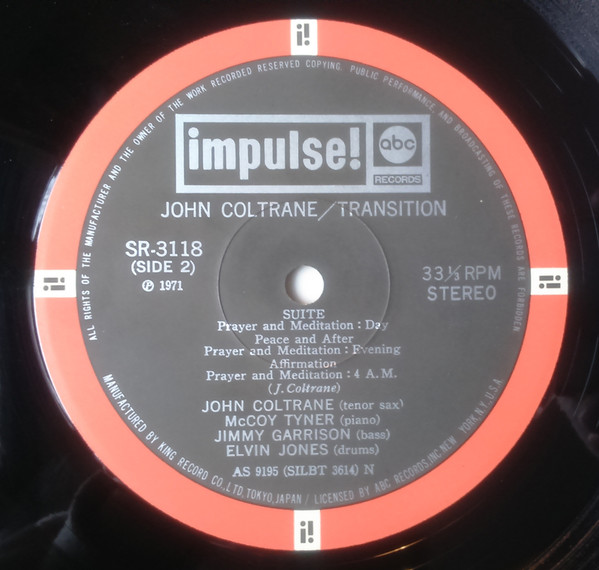 ALL RIGHTS OF THE MANUFACTURER AND THE OWNER OF THE WORK RECORDED RESERVED COPYING, PUBLIC PERFORMANCE AND BROADCASTING OF THESE RECORDS ARE FORBIDDEN
i!
impulse!
abc
RECORDS
JOHN COLTRANE/TRANSITION
SR-3118
(SIDE 2)
℗ 1971
33⅓ RPM
STEREO
i!
i!
SUITE
Prayer and Meditation : Day
Peace and After
Prayer and Meditation : Evening
Affirmation
Prayer and Meditation : 4 A.M.
(J. Coltrane)
JOHN COLTRANE (tenor sax)
McCOY TYNER (piano)
JIMMY GARRISON (bass)
ELVIN JONES (drums)
AS 9195 (SILBT 3614) N
MANUFACTURED BY KING RECORD CO., LTD. TOKYO, JAPAN / LICENSED BY ABC RECORDS, INC. NEW YORK, N.Y. U.S.A.
i!